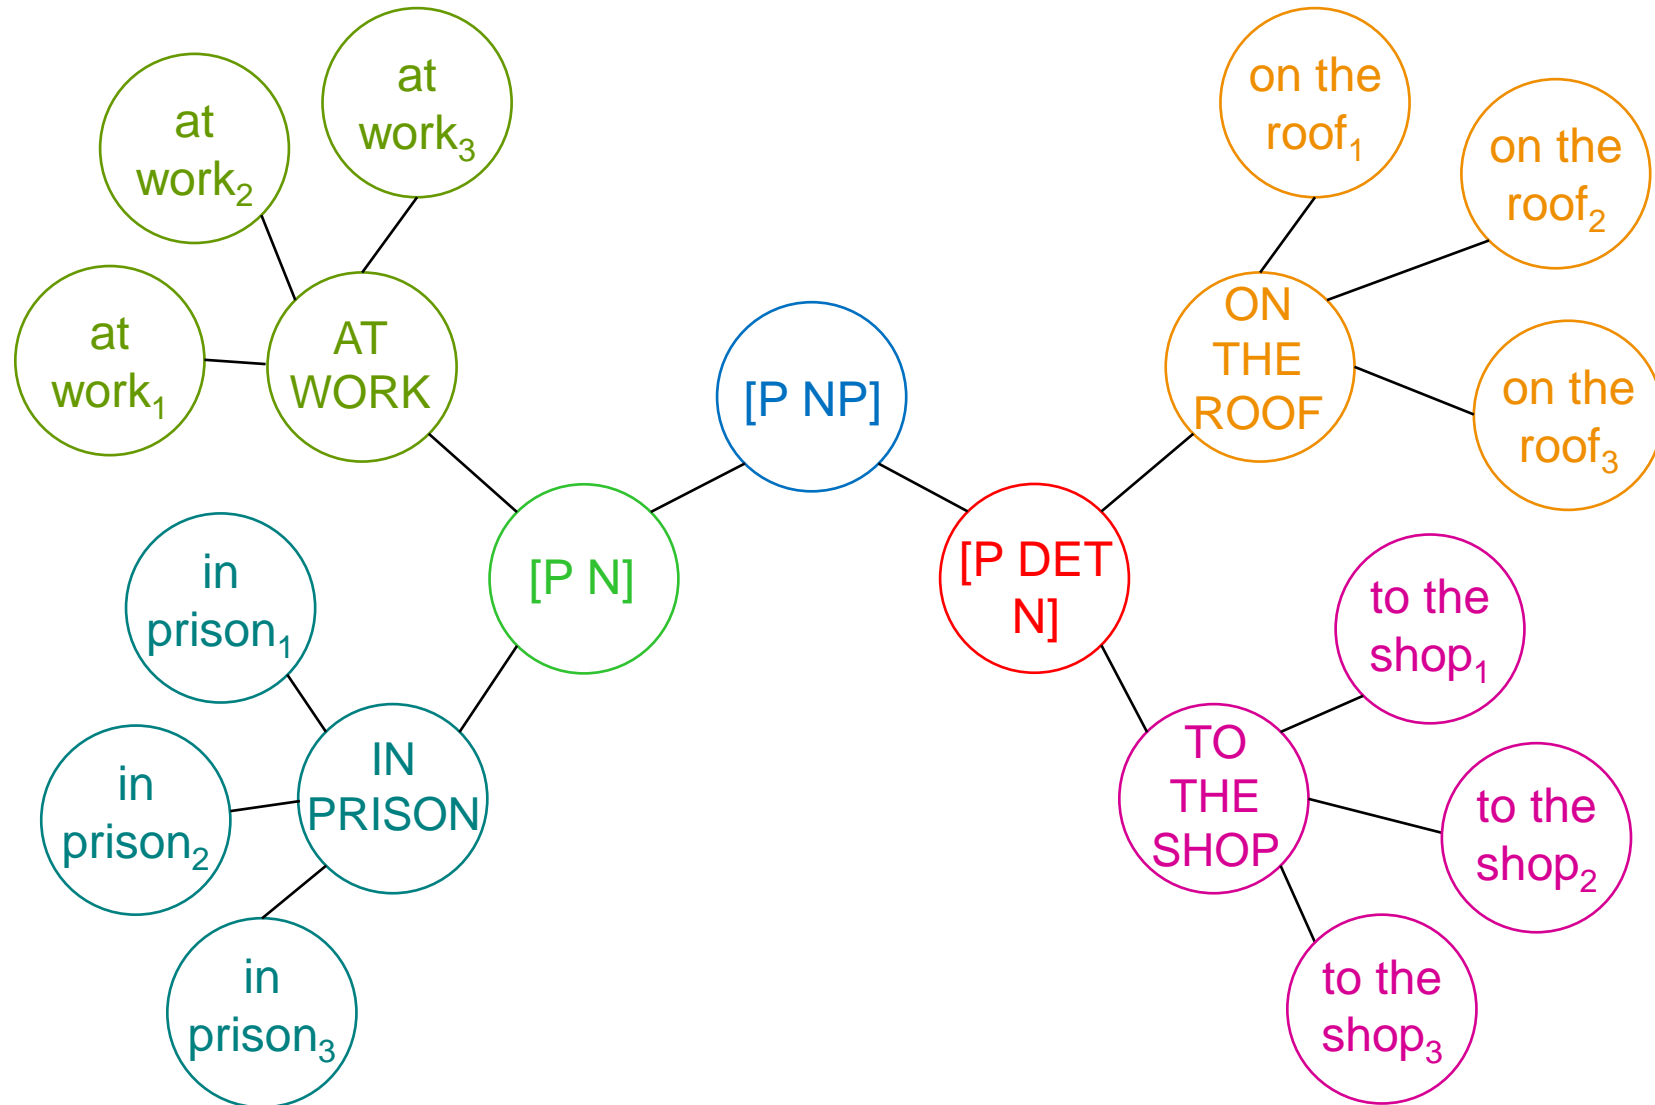 at
work₃
at
work₂
at
work₁
AT
WORK
[P NP]
[P N]
[P DET
N]
on the
roof₁
on the
roof₂
ON
THE
ROOF
on the
roof₃
in
prison₁
in
prison₂
IN
PRISON
in
prison₃
to the
shop₁
TO
THE
SHOP
to the
shop₂
to the
shop₃